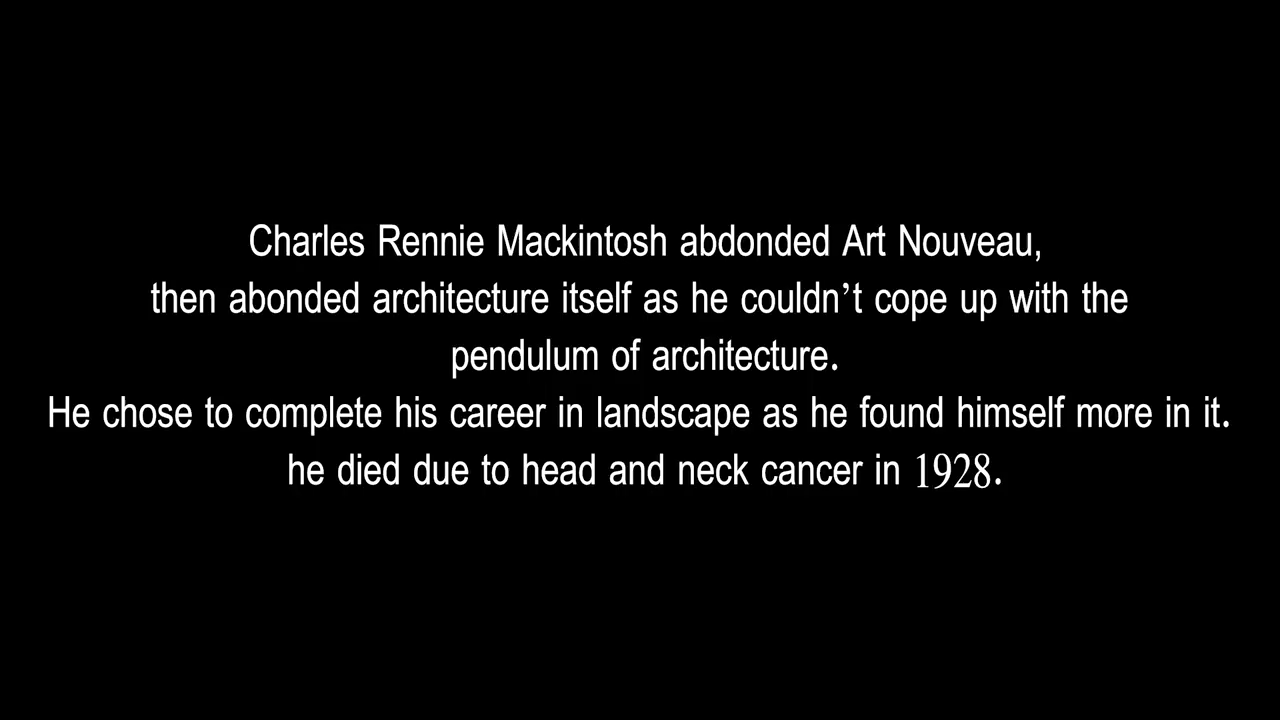 Charles Rennie Mackintosh abdonded Art Nouveau,
then abonded architecture itself as he couldn’t cope up with the
pendulum of architecture.
He chose to complete his career in landscape as he found himself more in it.
he died due to head and neck cancer in 1928.